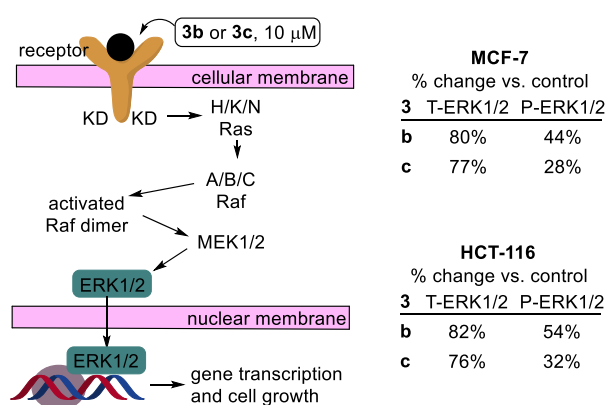 3b or 3c, 10 μM
receptor
cellular membrane
KD KD
H/K/N
Ras
A/B/C
Raf
activated
Raf dimer
MEK1/2
ERK1/2
nuclear membrane
ERK1/2
gene transcription
and cell growth
MCF-7
% change vs. control
3 T-ERK1/2 P-ERK1/2
b 80% 44%
c 77% 28%
HCT-116
% change vs. control
3 T-ERK1/2 P-ERK1/2
b 82% 54%
c 76% 32%